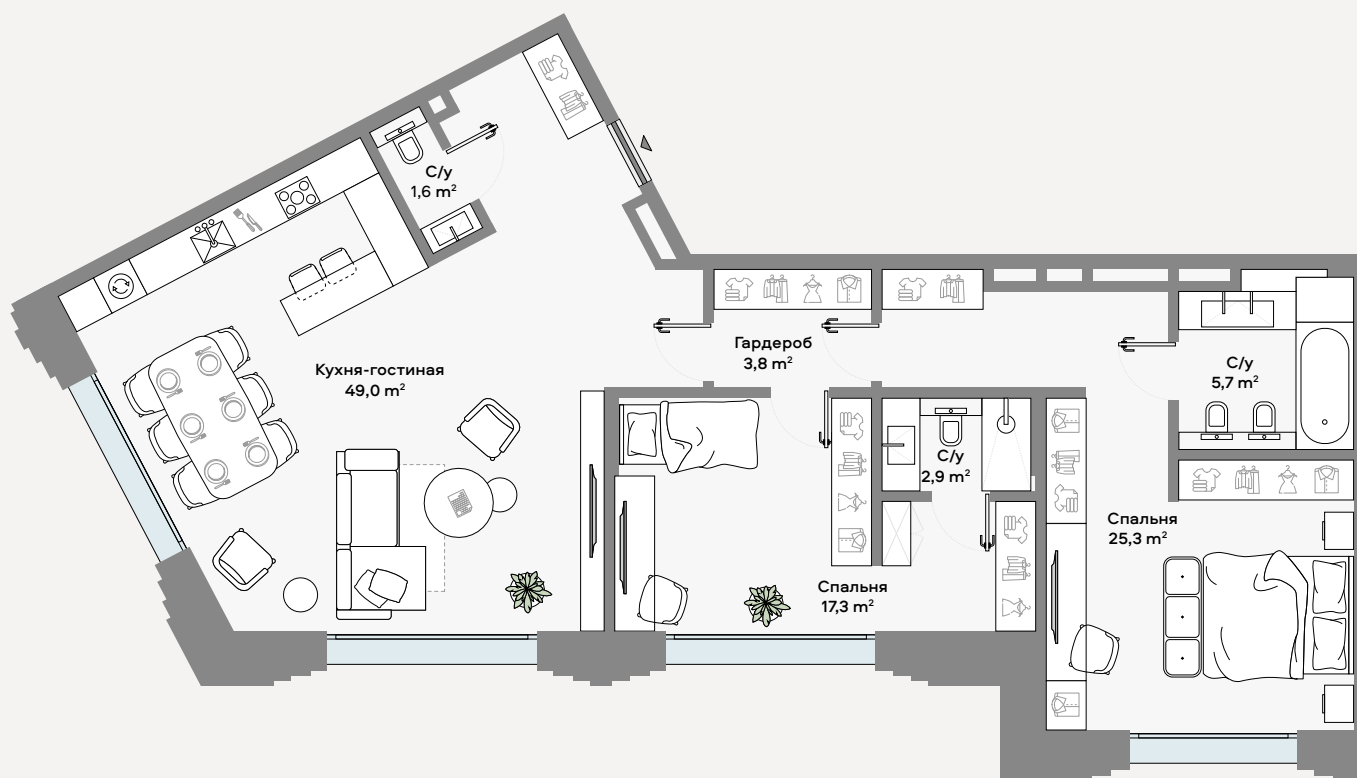 С/у
1,6 m²
Кухня-гостиная
49,0 m²
Гардероб
3,8 m²
С/у
5,7 m²
С/у
2,9 m²
Спальня
25,3 m²
Спальня
17,3 m²